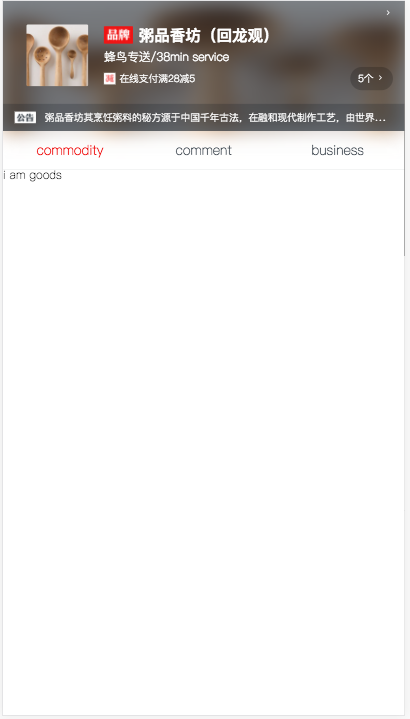 品牌 粥品香坊（回龙观）
蜂鸟专送/38min service
减 在线支付满28减5
5个 >
公告 粥品香坊其烹饪粥料的秘方源于中国千年古法，在融和现代制作工艺，由世界...
commodity comment business
i am goods